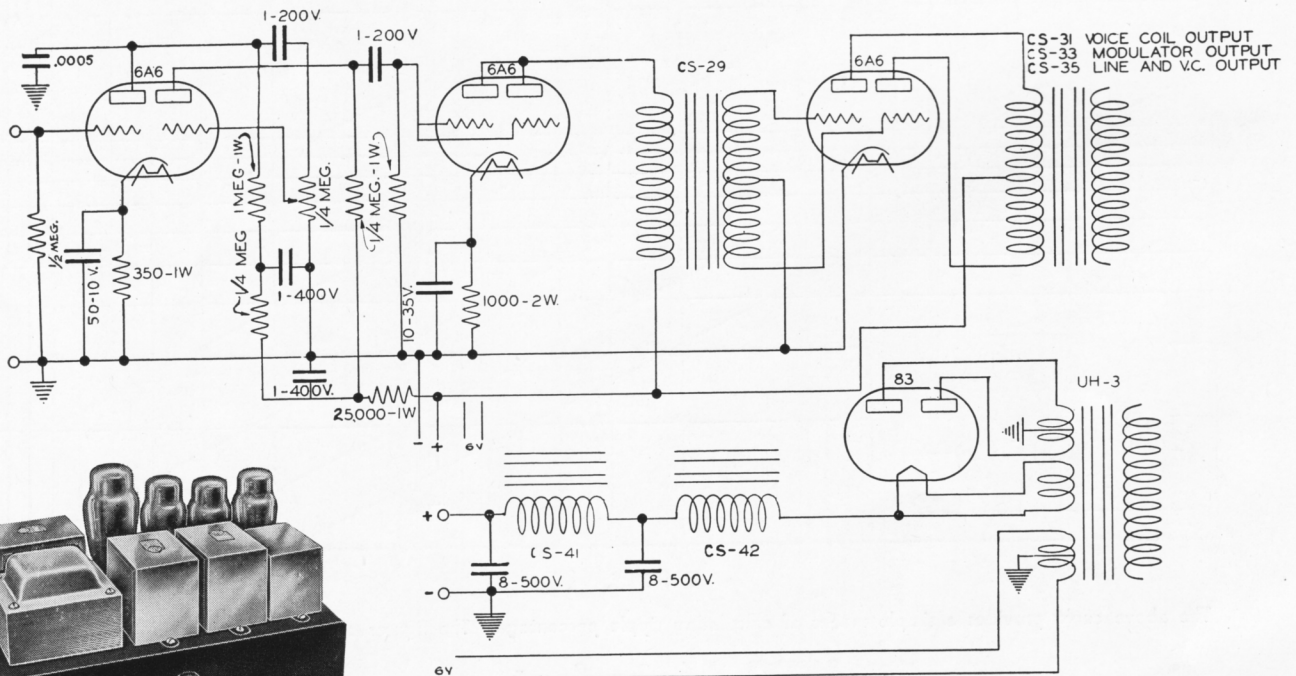 1-200V.
1-200V
.0005
6A6
6A6
CS-29
6A6
CS-31 VOICE COIL OUTPUT
CS-33 MODULATOR OUTPUT
CS-35 LINE AND V.C. OUTPUT
1/2 MEG.
50-10 V.
350-1W
1 MEG-1W.
1/4 MEG
1/4 MEG.
1-400V
1/4 MEG.-1W.
10-35V.
1000-2W.
1-400V.
25,000-1W
- +
6V
83
UH-3
+
CS-41
CS-42
8-500V.
8-500V.
-
6V